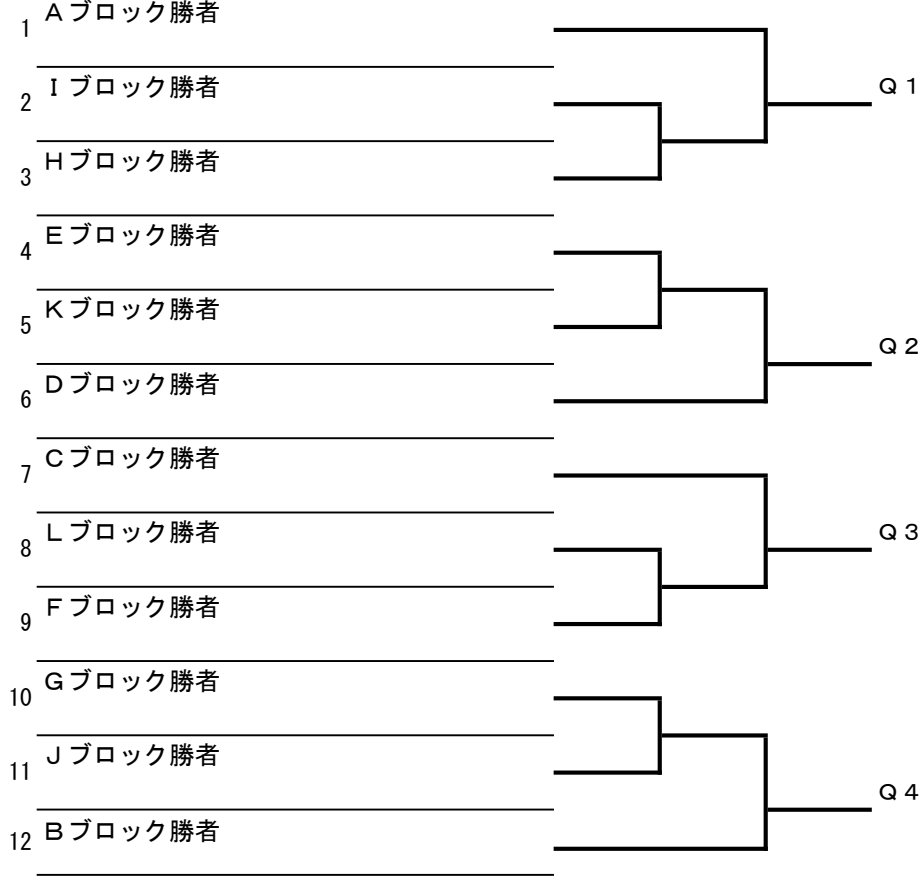 1 Ａブロック勝者
Ｑ１
2 Ｉブロック勝者
3 Ｈブロック勝者
4 Ｅブロック勝者
5 Ｋブロック勝者
Ｑ２
6 Ｄブロック勝者
7 Ｃブロック勝者
Ｑ３
8 Ｌブロック勝者
9 Ｆブロック勝者
10 Ｇブロック勝者
11 Ｊブロック勝者
Ｑ４
12 Ｂブロック勝者